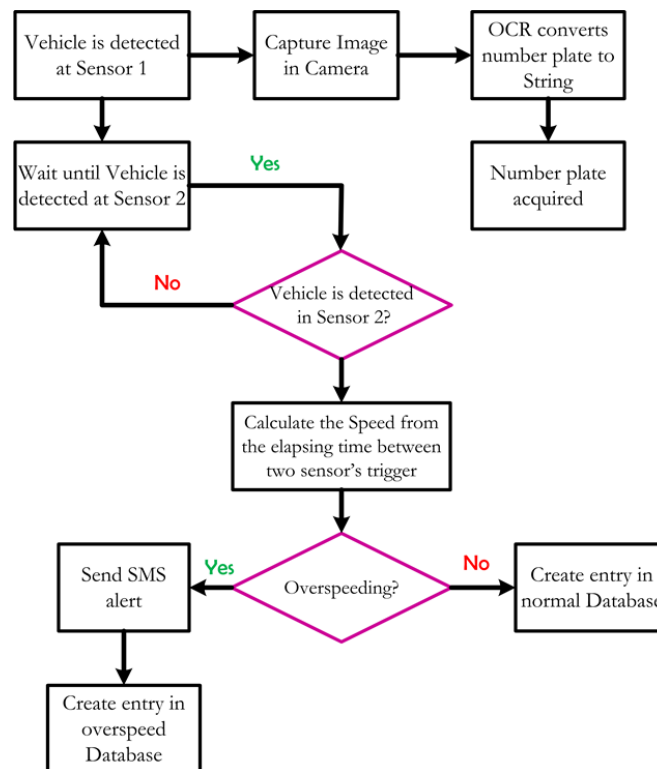 Vehicle is detected
at Sensor 1
Capture Image
in Camera
OCR converts
number plate to
String
Wait until Vehicle is
detected at Sensor 2
Yes
Number plate
acquired
No
Vehicle is detected
in Sensor 2?
Calculate the Speed from
the elapsing time between
two sensor's trigger
Send SMS
alert
Yes
Overspeeding?
No
Create entry in
normal Database
Create entry in
overspeed
Database